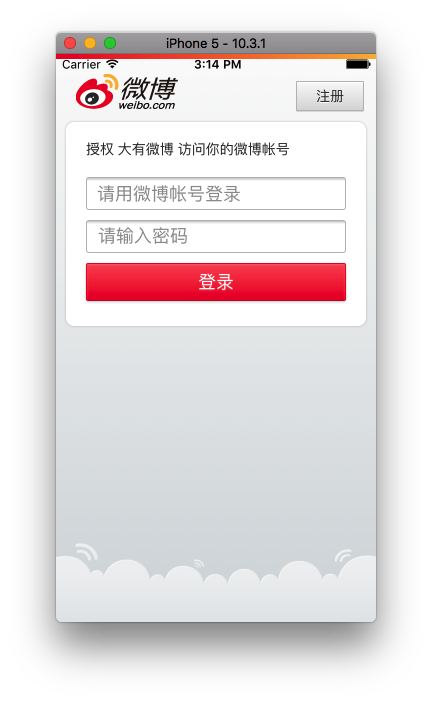 iPhone 5 - 10.3.1
Carrier 3:14 PM
微博
weibo.com
注册
授权 大有微博 访问你的微博帐号
请用微博帐号登录
请输入密码
登录